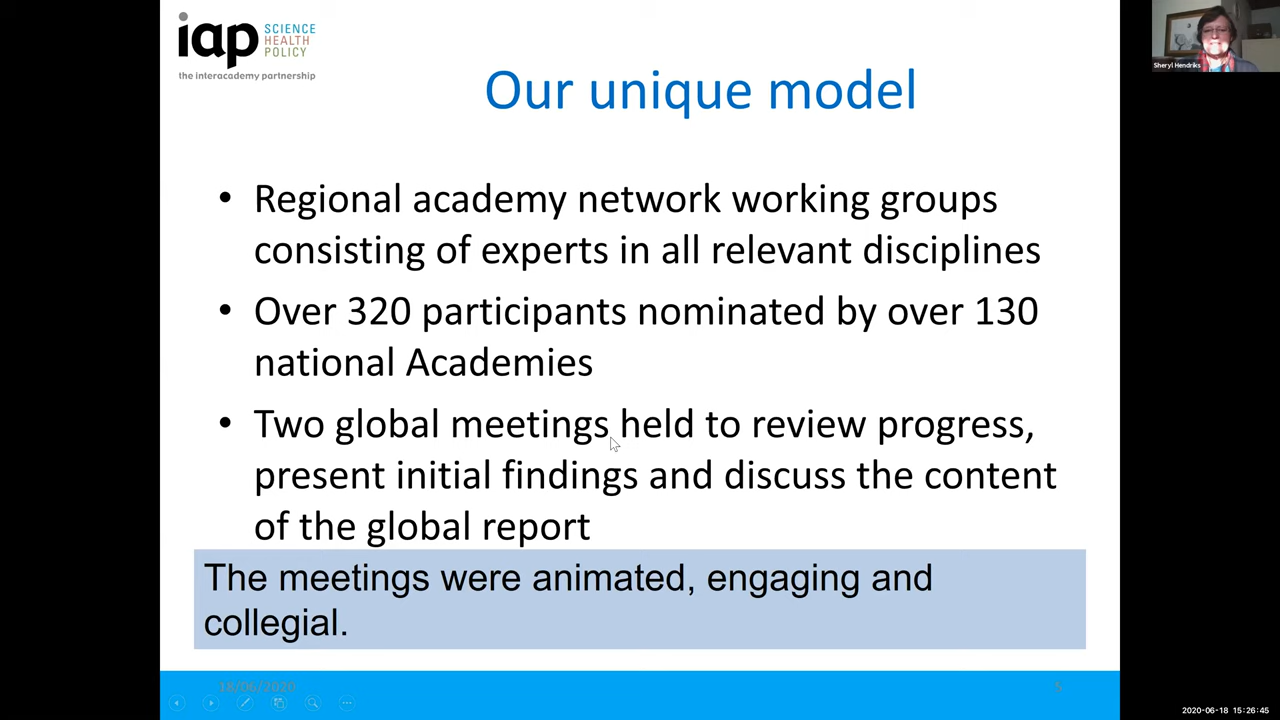 iap SCIENCE
HEALTH
POLICY
the interacademy partnership
Sheryl Hendriks
Our unique model
• Regional academy network working groups
consisting of experts in all relevant disciplines
• Over 320 participants nominated by over 130
national Academies
• Two global meetings held to review progress,
present initial findings and discuss the content
of the global report
The meetings were animated, engaging and
collegial.
18/06/2020
5
2020-06-18 15:26:45